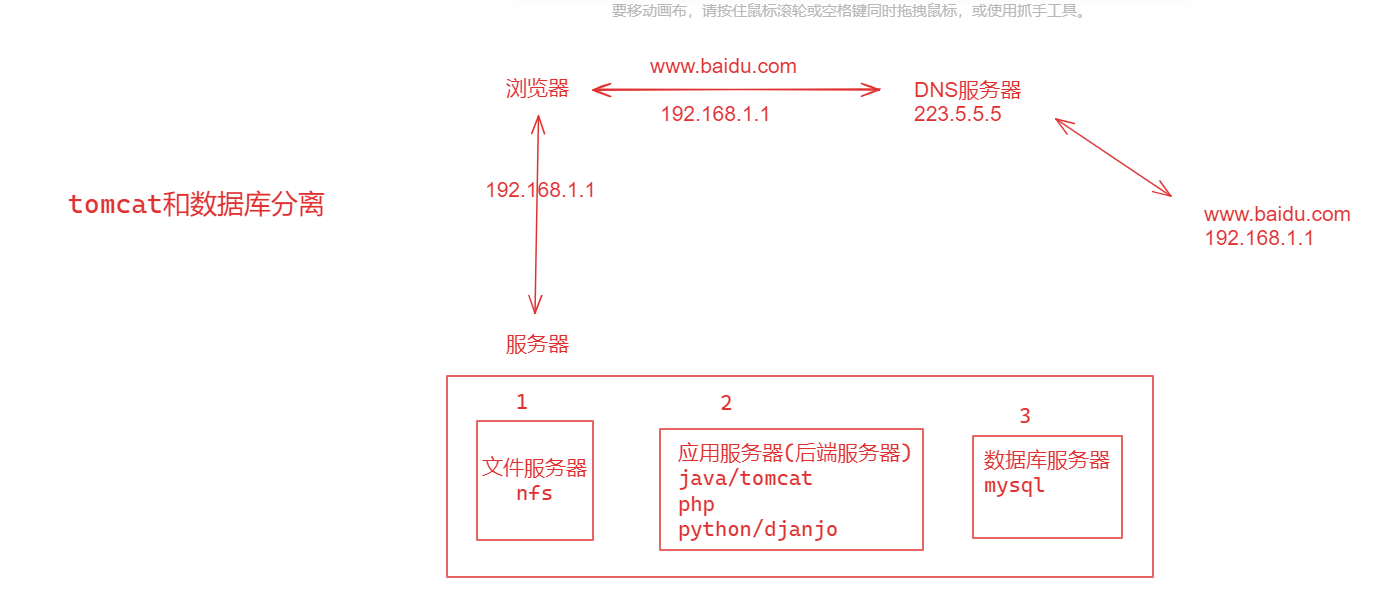 要移动画布，请按住鼠标滚轮或空格键同时拖拽鼠标，或使用抓手工具。
www.baidu.com
浏览器
DNS服务器
192.168.1.1
223.5.5.5
192.168.1.1
tomcat和数据库分离
www.baidu.com
192.168.1.1
服务器
1
2
3
文件服务器
nfs
应用服务器(后端服务器)
java/tomcat
php
python/djanjo
数据库服务器
mysql